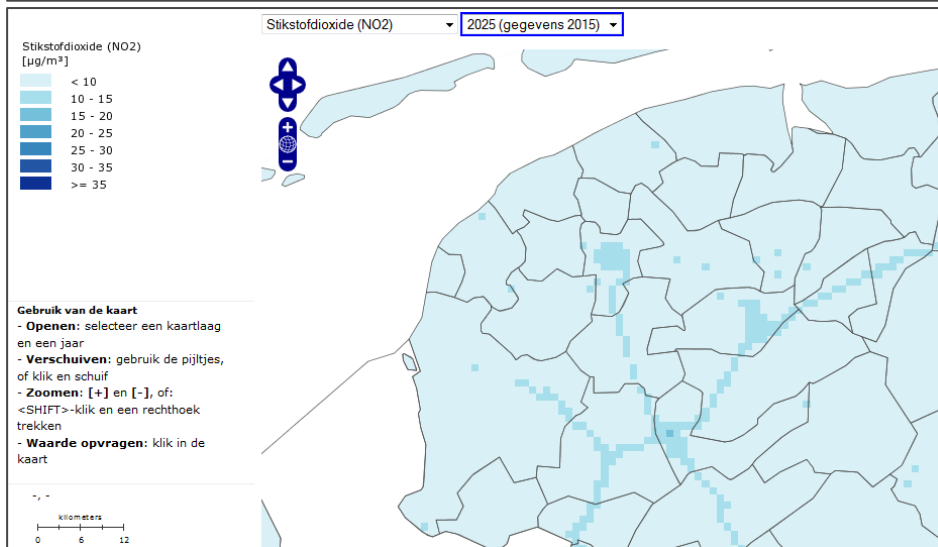 Stikstofdioxide (NO2)
2025 (gegevens 2015)
Stikstofdioxide (NO2)
[µg/m³]
< 10
10 - 15
15 - 20
20 - 25
25 - 30
30 - 35
>= 35
Gebruik van de kaart
- Openen: selecteer een kaartlaag
en een jaar
- Verschuiven: gebruik de pijltjes,
of klik en schuif
- Zoomen: [+] en [-], of:
<SHIFT>-klik en een rechthoek
trekken
- Waarde opvragen: klik in de
kaart
-, -
kilometers
0 6 12